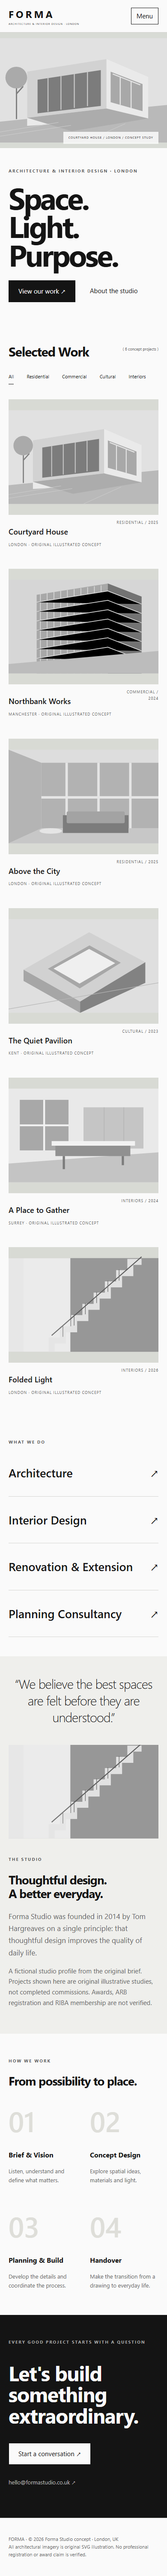 FORMA
ARCHITECTURE & INTERIOR DESIGN · LONDON
Menu
COURTYARD HOUSE / LONDON / CONCEPT STUDY
ARCHITECTURE & INTERIOR DESIGN · LONDON
Space.
Light.
Purpose.
View our work ↗
About the studio
Selected Work
( 9 concept projects )
All
Residential
Commercial
Cultural
Interiors
RESIDENTIAL / 2025
Courtyard House
LONDON · ORIGINAL ILLUSTRATED CONCEPT
COMMERCIAL /
2024
Northbank Works
MANCHESTER · ORIGINAL ILLUSTRATED CONCEPT
RESIDENTIAL / 2025
Above the City
LONDON · ORIGINAL ILLUSTRATED CONCEPT
CULTURAL / 2023
The Quiet Pavilion
KENT · ORIGINAL ILLUSTRATED CONCEPT
INTERIORS / 2024
A Place to Gather
SURREY · ORIGINAL ILLUSTRATED CONCEPT
INTERIORS / 2026
Folded Light
LONDON · ORIGINAL ILLUSTRATED CONCEPT
WHAT WE DO
Architecture ↗
Interior Design ↗
Renovation & Extension ↗
Planning Consultancy ↗
“We believe the best spaces
are felt before they are
understood.”
THE STUDIO
Thoughtful design.
A better everyday.
Forma Studio was founded in 2014 by Tom
Hargreaves on a single principle: that
thoughtful design improves the quality of
daily life.
A fictional studio profile from the original brief.
Projects shown here are original illustrative studies,
not completed commissions. Awards, ARB
registration and RIBA membership are not verified.
HOW WE WORK
From possibility to place.
01
Brief & Vision
Listen, understand and
define what matters.
02
Concept Design
Explore spatial ideas,
materials and light.
03
Planning & Build
Develop the details and
coordinate the process.
04
Handover
Make the transition from a
drawing to everyday life.
EVERY GOOD PROJECT STARTS WITH A QUESTION
Let's build
something
extraordinary.
Start a conversation ↗
hello@formastudio.co.uk ↗
FORMA · © 2026 Forma Studio concept · London, UK
All architectural imagery is original SVG illustration. No professional
registration or award claim is verified.